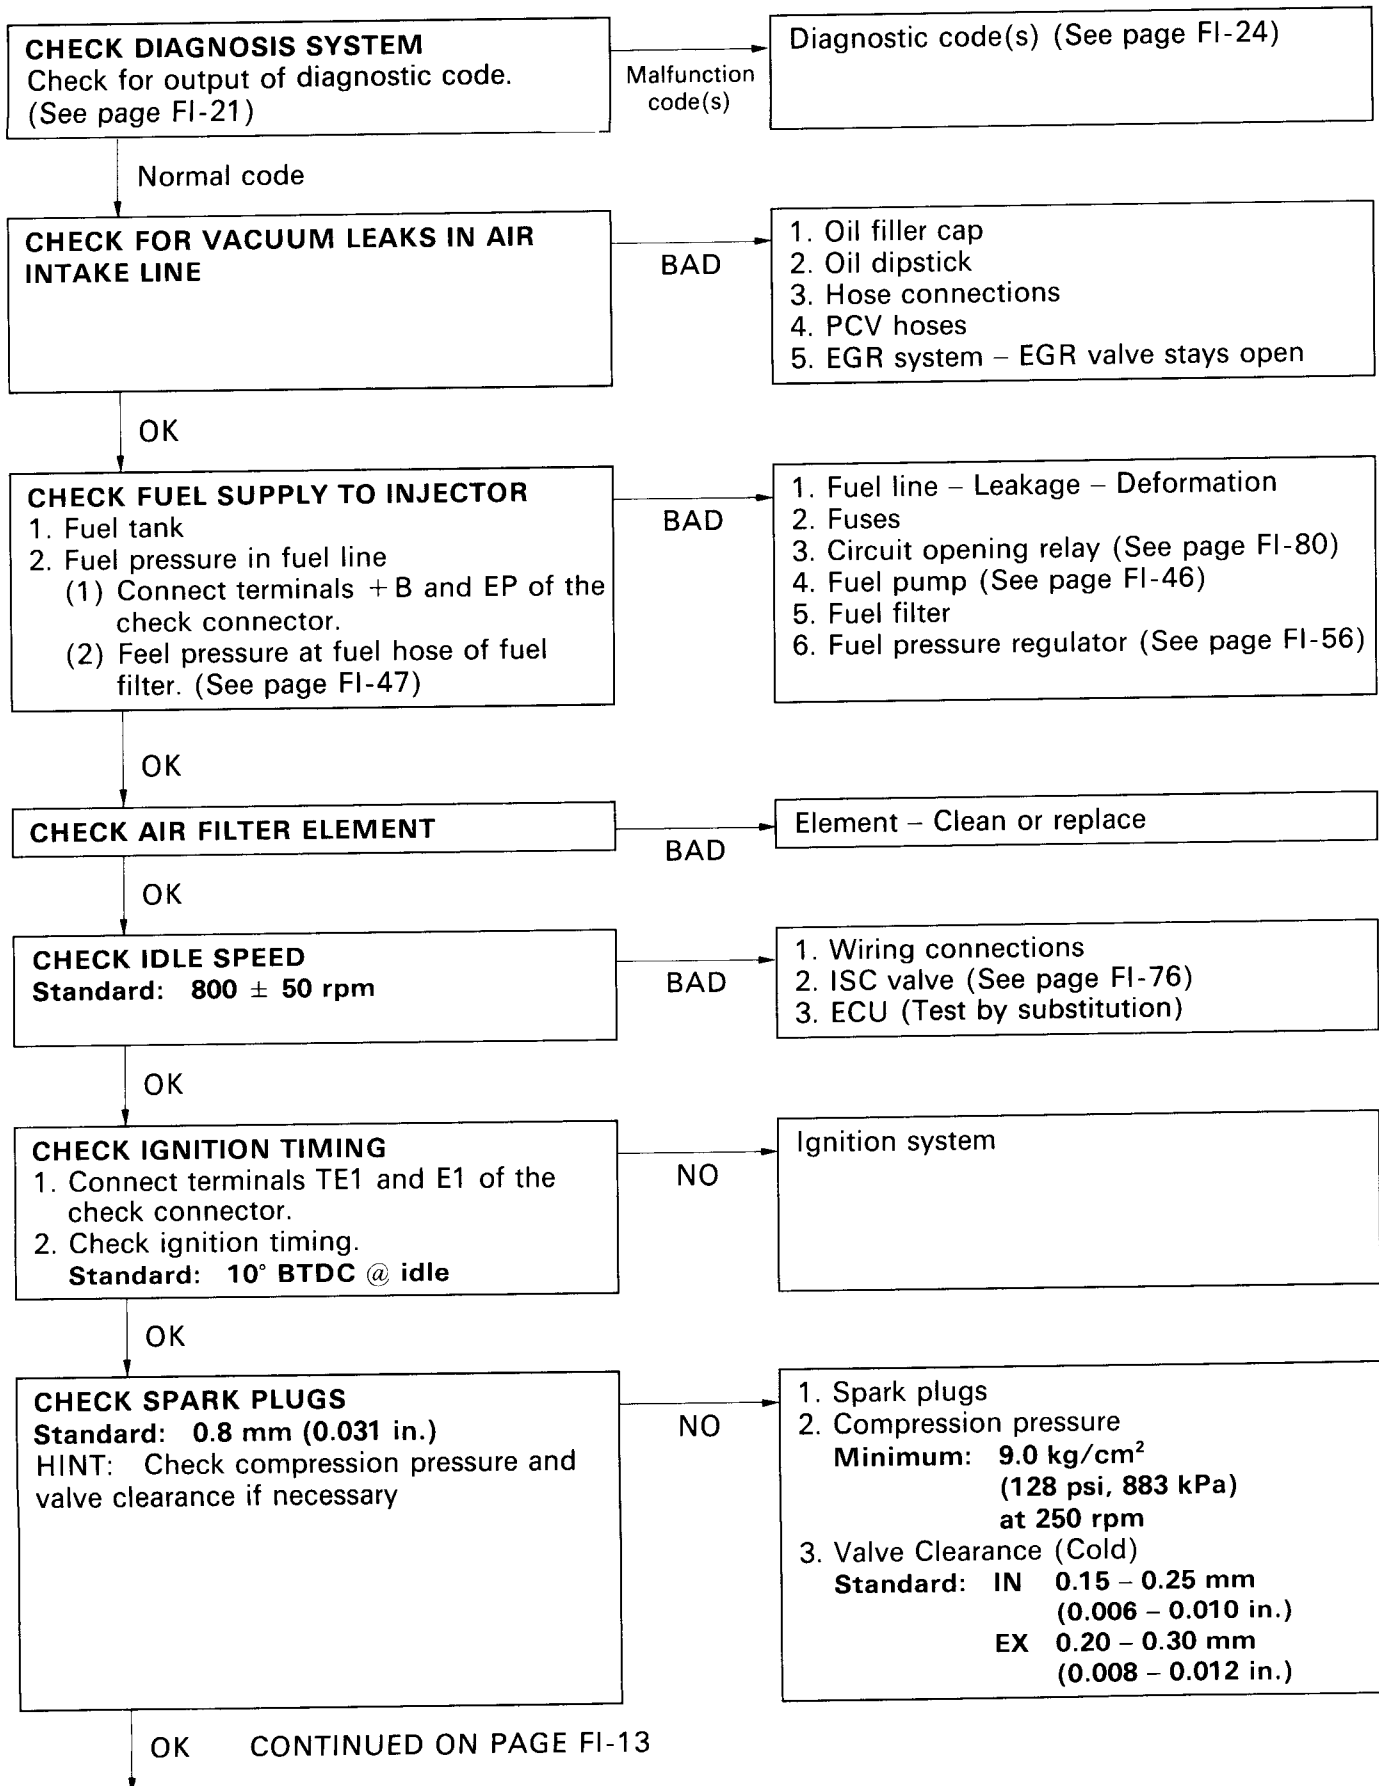 CHECK DIAGNOSIS SYSTEM
Check for output of diagnostic code.
(See page FI-21)
Malfunction
code(s)
Diagnostic code(s) (See page FI-24)
Normal code
CHECK FOR VACUUM LEAKS IN AIR
INTAKE LINE
BAD
1. Oil filler cap
2. Oil dipstick
3. Hose connections
4. PCV hoses
5. EGR system – EGR valve stays open
OK
CHECK FUEL SUPPLY TO INJECTOR
1. Fuel tank
2. Fuel pressure in fuel line
(1) Connect terminals +B and EP of the
check connector.
(2) Feel pressure at fuel hose of fuel
filter. (See page FI-47)
BAD
1. Fuel line – Leakage – Deformation
2. Fuses
3. Circuit opening relay (See page FI-80)
4. Fuel pump (See page FI-46)
5. Fuel filter
6. Fuel pressure regulator (See page FI-56)
OK
CHECK AIR FILTER ELEMENT
BAD
Element – Clean or replace
OK
CHECK IDLE SPEED
Standard: 800 ± 50 rpm
BAD
1. Wiring connections
2. ISC valve (See page FI-76)
3. ECU (Test by substitution)
OK
CHECK IGNITION TIMING
1. Connect terminals TE1 and E1 of the
check connector.
2. Check ignition timing.
Standard: 10° BTDC @ idle
NO
Ignition system
OK
CHECK SPARK PLUGS
Standard: 0.8 mm (0.031 in.)
HINT: Check compression pressure and
valve clearance if necessary
NO
1. Spark plugs
2. Compression pressure
Minimum: 9.0 kg/cm²
(128 psi, 883 kPa)
at 250 rpm
3. Valve Clearance (Cold)
Standard: IN 0.15 – 0.25 mm
(0.006 – 0.010 in.)
EX 0.20 – 0.30 mm
(0.008 – 0.012 in.)
OK CONTINUED ON PAGE FI-13